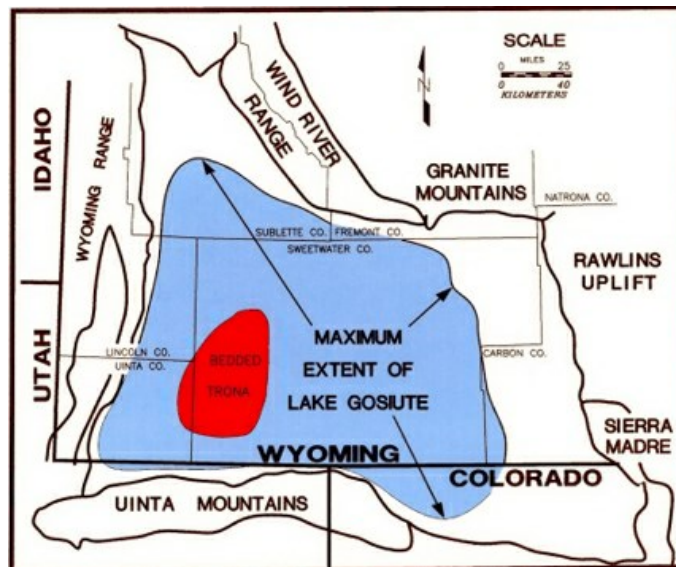 SCALE
MILES
0 25
0 40
KILOMETERS
N
IDAHO
WYOMING RANGE
WIND RIVER
RANGE
GRANITE
MOUNTAINS
NATRONA CO.
SUBLETTE CO.
FREMONT CO.
SWEETWATER CO.
RAWLINS
UPLIFT
UTAH
LINCOLN CO.
UINTA CO.
BEDDED
TRONA
MAXIMUM
EXTENT OF
LAKE GOSIUTE
CARBON CO.
SIERRA
MADRE
WYOMING
COLORADO
UINTA MOUNTAINS